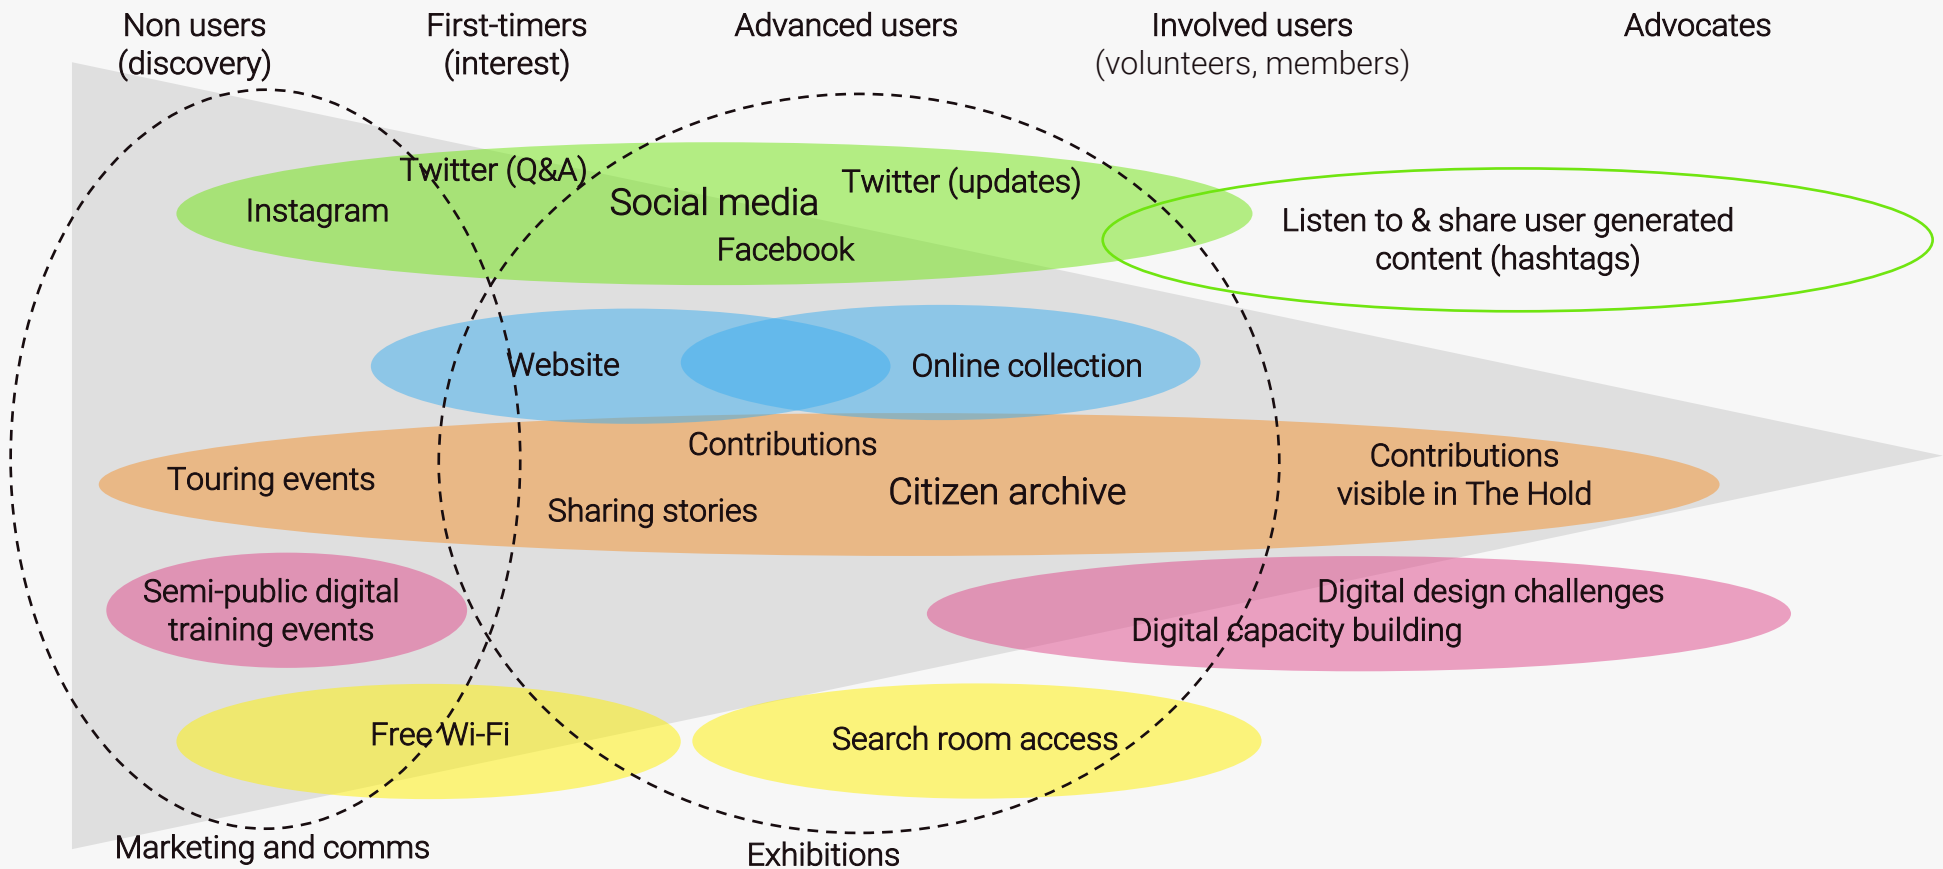 Non users
(discovery)
First-timers
(interest)
Advanced users
Involved users
(volunteers, members)
Advocates
Twitter (Q&A)
Instagram
Social media
Twitter (updates)
Facebook
Listen to & share user generated
content (hashtags)
Website
Online collection
Contributions
Touring events
Sharing stories
Citizen archive
Contributions
visible in The Hold
Semi-public digital
training events
Digital design challenges
Digital capacity building
Free Wi-Fi
Search room access
Marketing and comms
Exhibitions